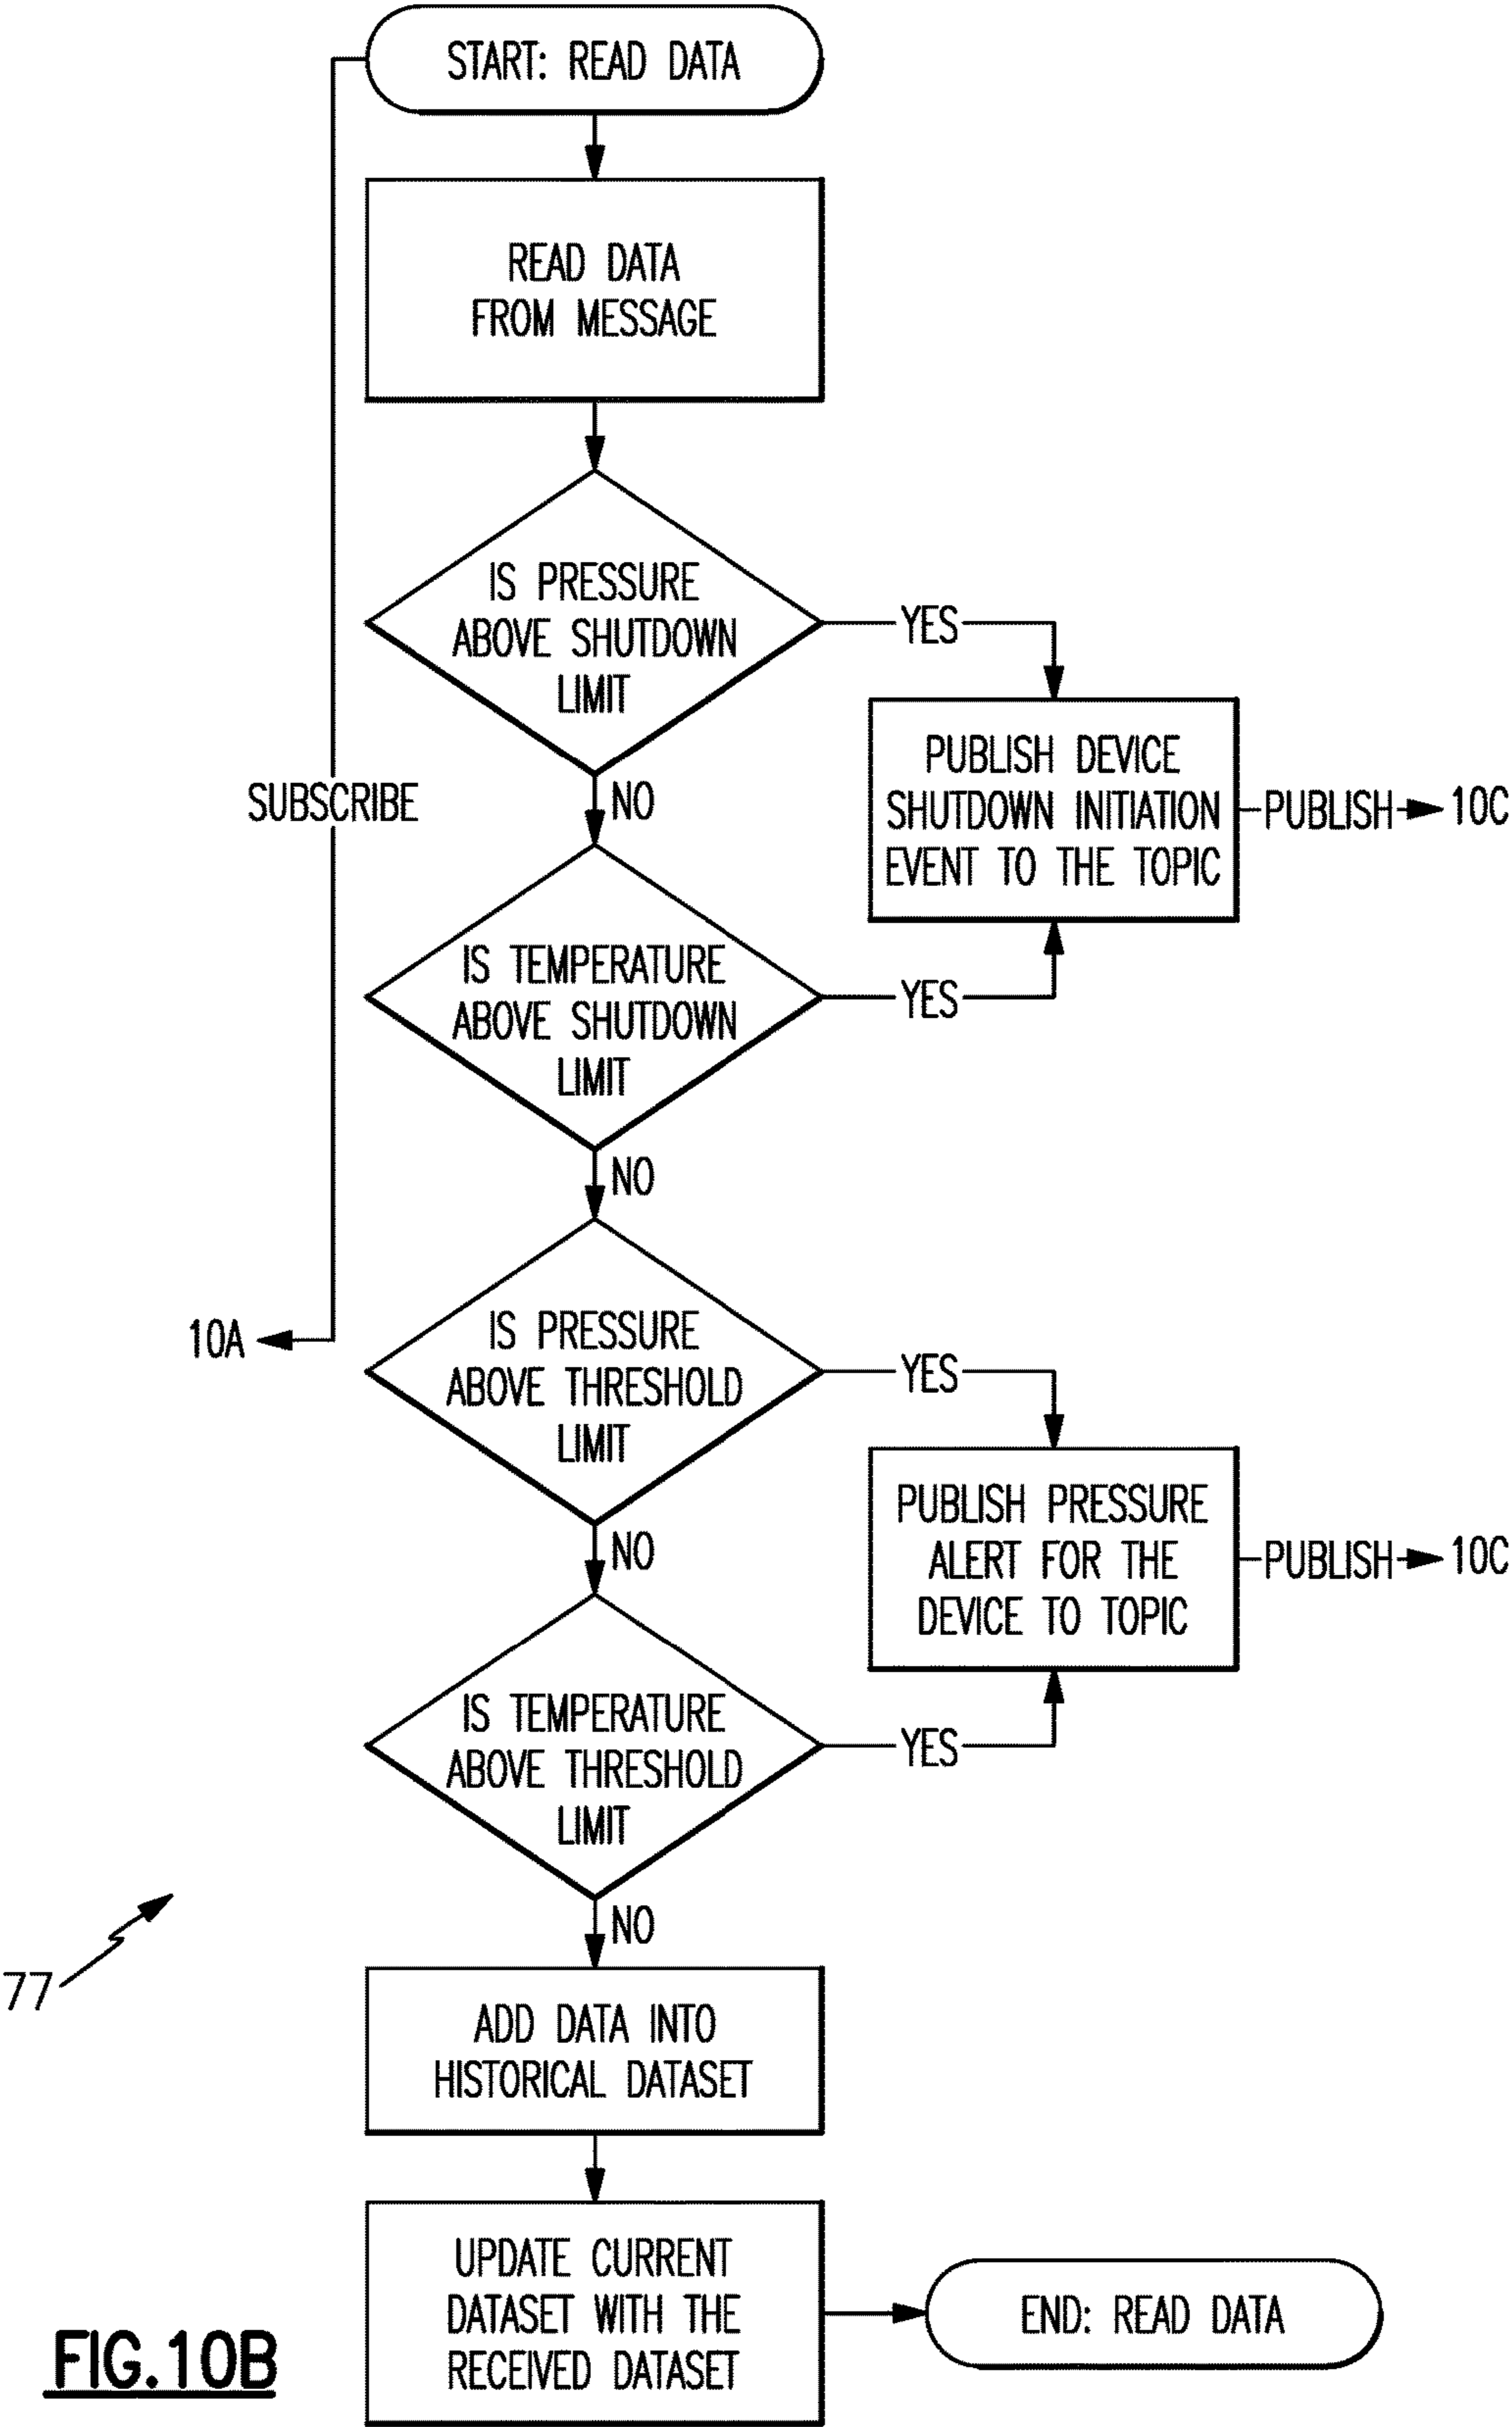 START: READ DATA
READ DATA
FROM MESSAGE
IS PRESSURE
ABOVE SHUTDOWN
LIMIT
YES
PUBLISH DEVICE
SHUTDOWN INITIATION
EVENT TO THE TOPIC
PUBLISH
10C
SUBSCRIBE
NO
IS TEMPERATURE
ABOVE SHUTDOWN
LIMIT
YES
NO
10A
IS PRESSURE
ABOVE THRESHOLD
LIMIT
YES
PUBLISH PRESSURE
ALERT FOR THE
DEVICE TO TOPIC
PUBLISH
10C
NO
IS TEMPERATURE
ABOVE THRESHOLD
LIMIT
YES
NO
77
ADD DATA INTO
HISTORICAL DATASET
UPDATE CURRENT
DATASET WITH THE
RECEIVED DATASET
END: READ DATA
FIG.10B